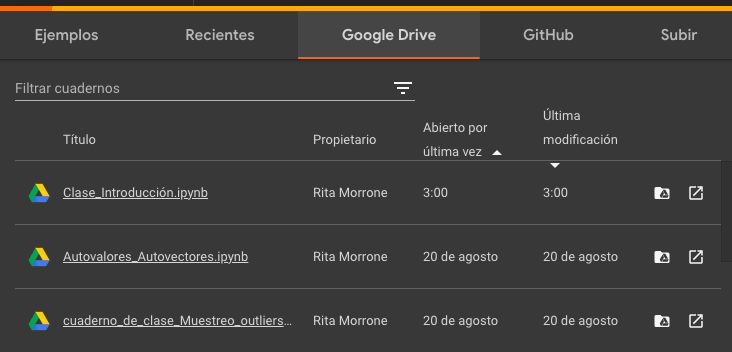 Ejemplos Recientes Google Drive GitHub Subir
Filtrar cuadernos
Título Propietario Abierto por última vez Última modificación
Clase_Introducción.ipynb Rita Morrone 3:00 3:00
Autovalores_Autovectores.ipynb Rita Morrone 20 de agosto 20 de agosto
cuaderno_de_clase_Muestreo_outliers... Rita Morrone 20 de agosto 20 de agosto